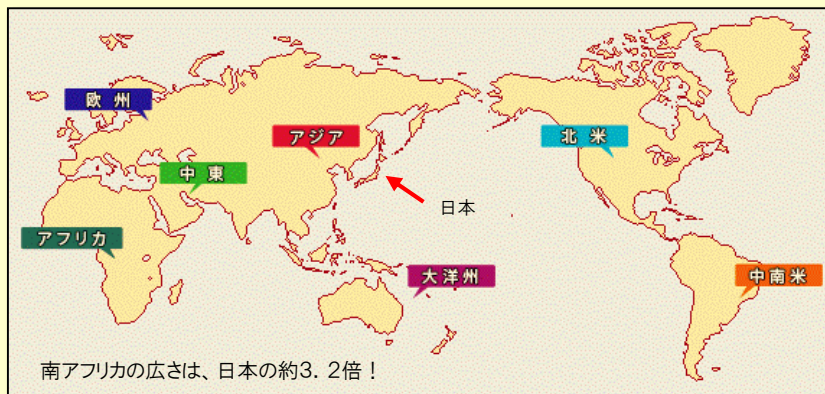 欧州
アジア
北米
中東
日本
アフリカ
大洋州
中南米
南アフリカの広さは、日本の約3．2倍！